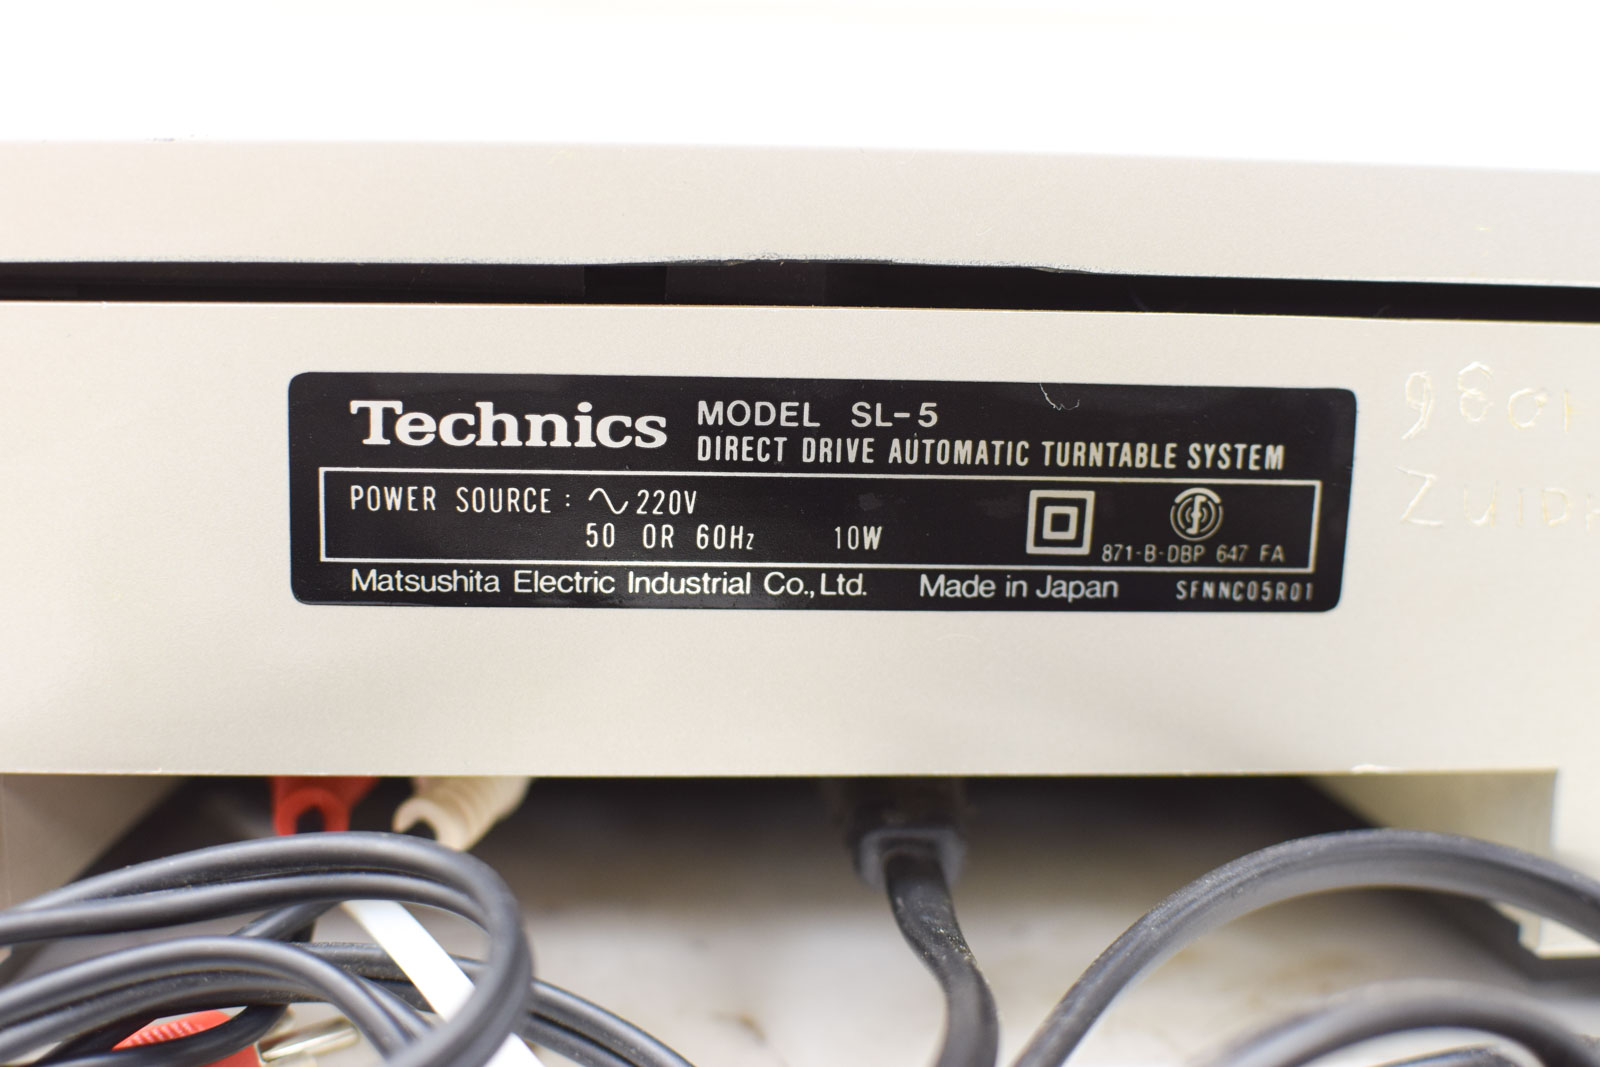 Technics MODEL SL-5
DIRECT DRIVE AUTOMATIC TURNTABLE SYSTEM
POWER SOURCE : ∿220V
50 OR 60Hz 10W
871-B-DBP 647 FA
Matsushita Electric Industrial Co., Ltd. Made in Japan SFNNC05R01